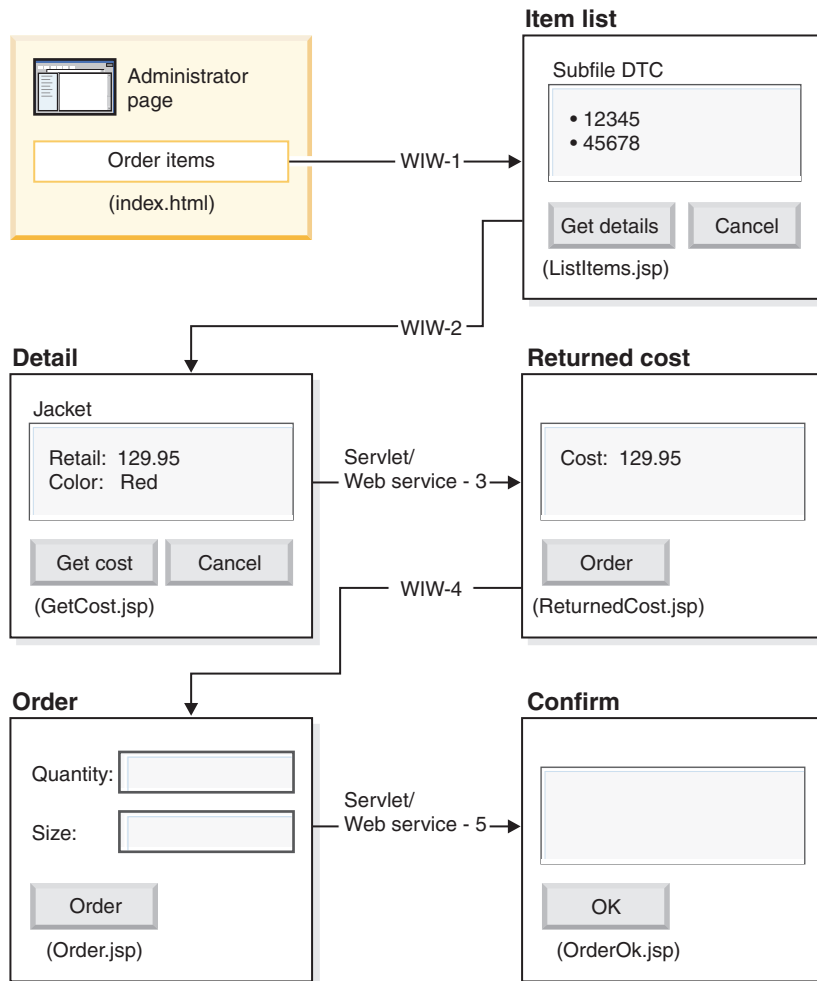 Item list
Administrator
page
Order items
(index.html)
WIW-1
Subfile DTC
• 12345
• 45678
Get details
Cancel
(ListItems.jsp)
WIW-2
Detail
Jacket
Retail: 129.95
Color: Red
Get cost
Cancel
(GetCost.jsp)
Servlet/
Web service - 3
Returned cost
Cost: 129.95
Order
(ReturnedCost.jsp)
WIW-4
Order
Quantity:
Size:
Order
(Order.jsp)
Servlet/
Web service - 5
Confirm
OK
(OrderOk.jsp)